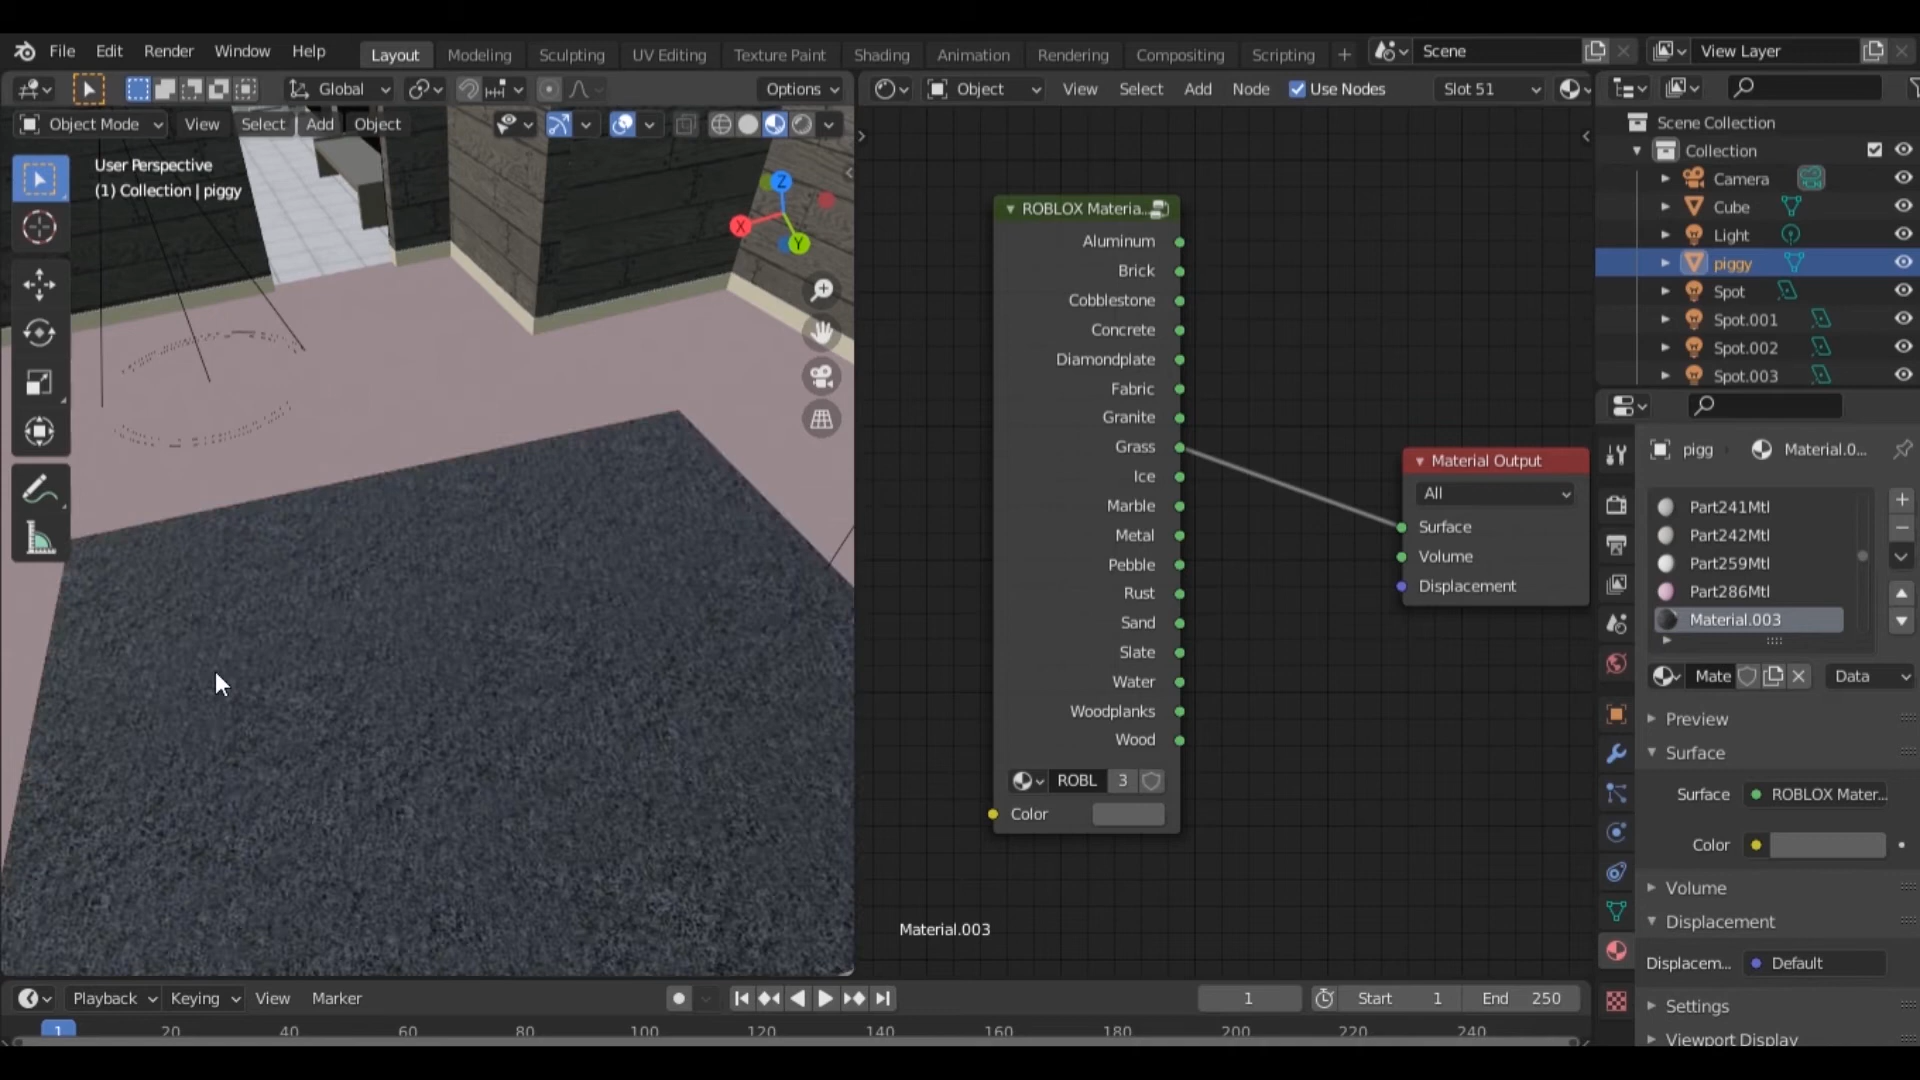 File Edit Render Window Help Layout Modeling Sculpting UV Editing Texture Paint Shading Animation Rendering Compositing Scripting + Scene View Layer
Global Options Object View Select Add Node Use Nodes Slot 51
Object Mode View Select Add Object
User Perspective
(1) Collection | piggy
Z
X
Y
ROBLOX Materia...
Aluminum
Brick
Cobblestone
Concrete
Diamondplate
Fabric
Granite
Grass
Ice
Marble
Metal
Pebble
Rust
Sand
Slate
Water
Woodplanks
Wood
ROBL 3
Color
Material Output
All
Surface
Volume
Displacement
Material.003
Scene Collection
Collection
Camera
Cube
Light
piggy
Spot
Spot.001
Spot.002
Spot.003
pigg Material.0...
Part241Mtl
Part242Mtl
Part259Mtl
Part286Mtl
Material.003
Mate Data
Preview
Surface
Surface ROBLOX Mater...
Color
Volume
Displacement
Displacem... Default
Settings
Viewport Display
Playback Keying View Marker 1 Start 1 End 250
1 20 40 60 80 100 120 140 160 180 200 220 240